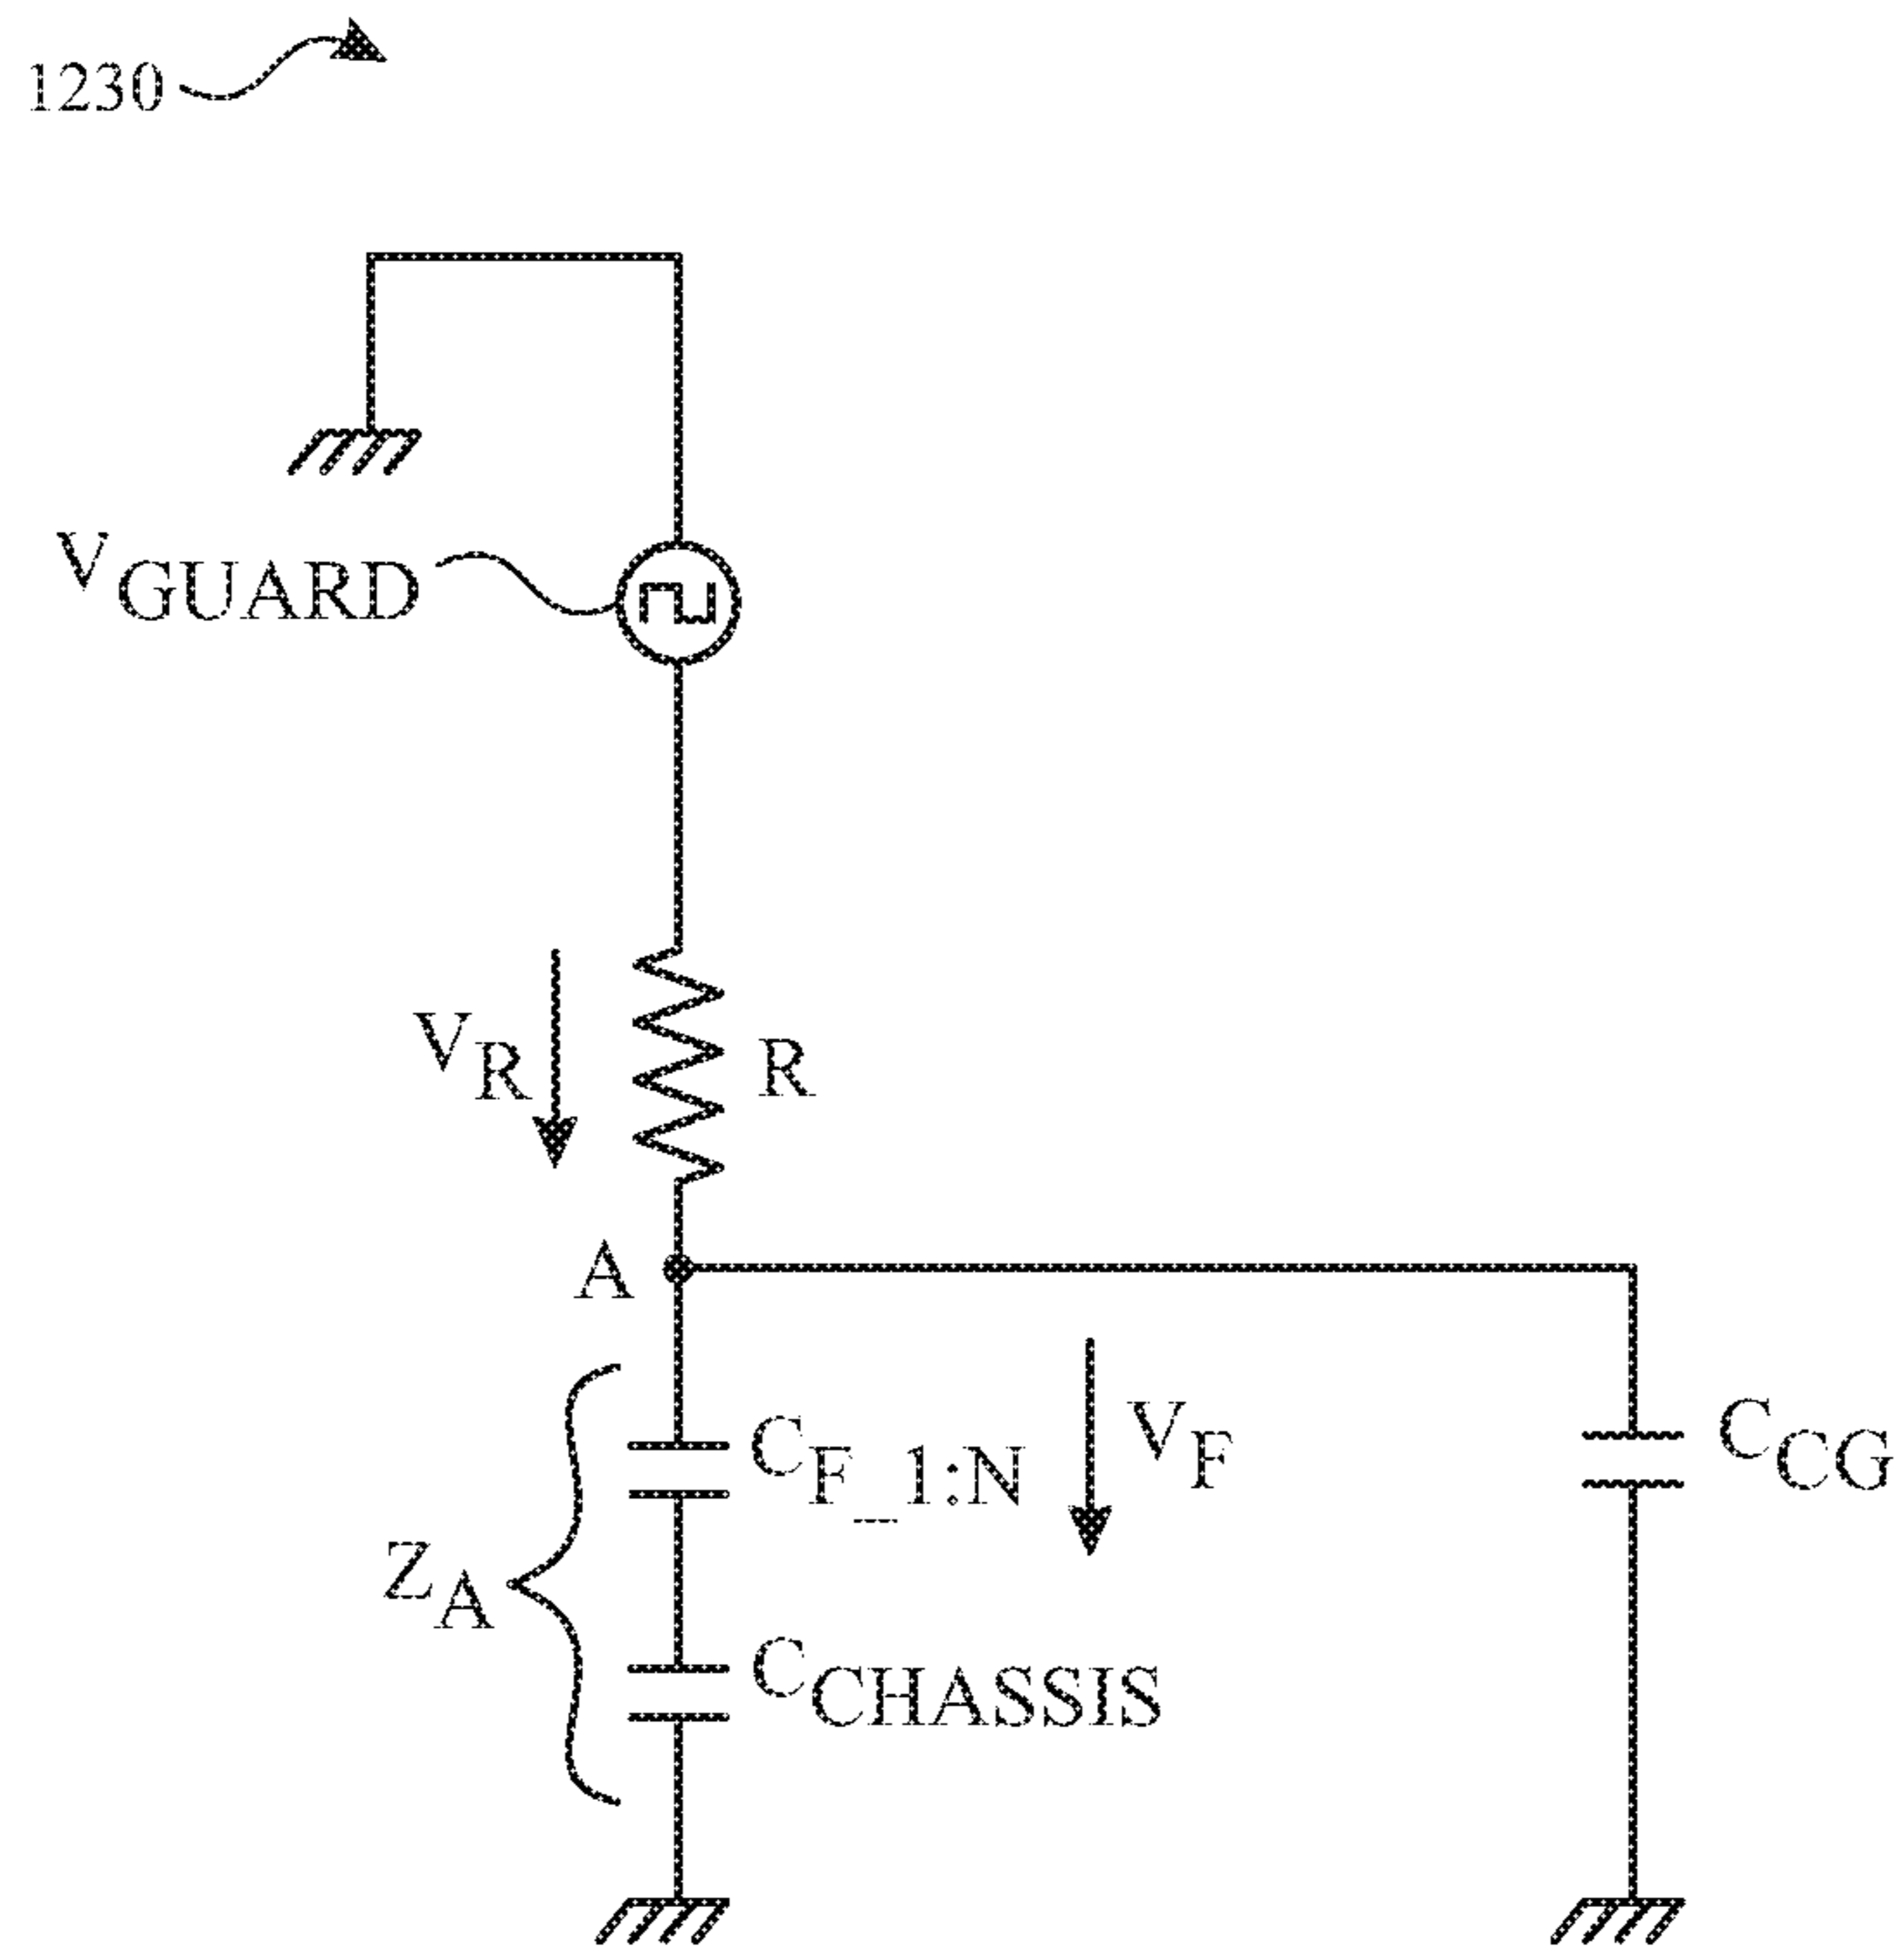 1230
VGUARD
VR
R
A
CF_1:N
VF
CCG
ZA
CCHASSIS